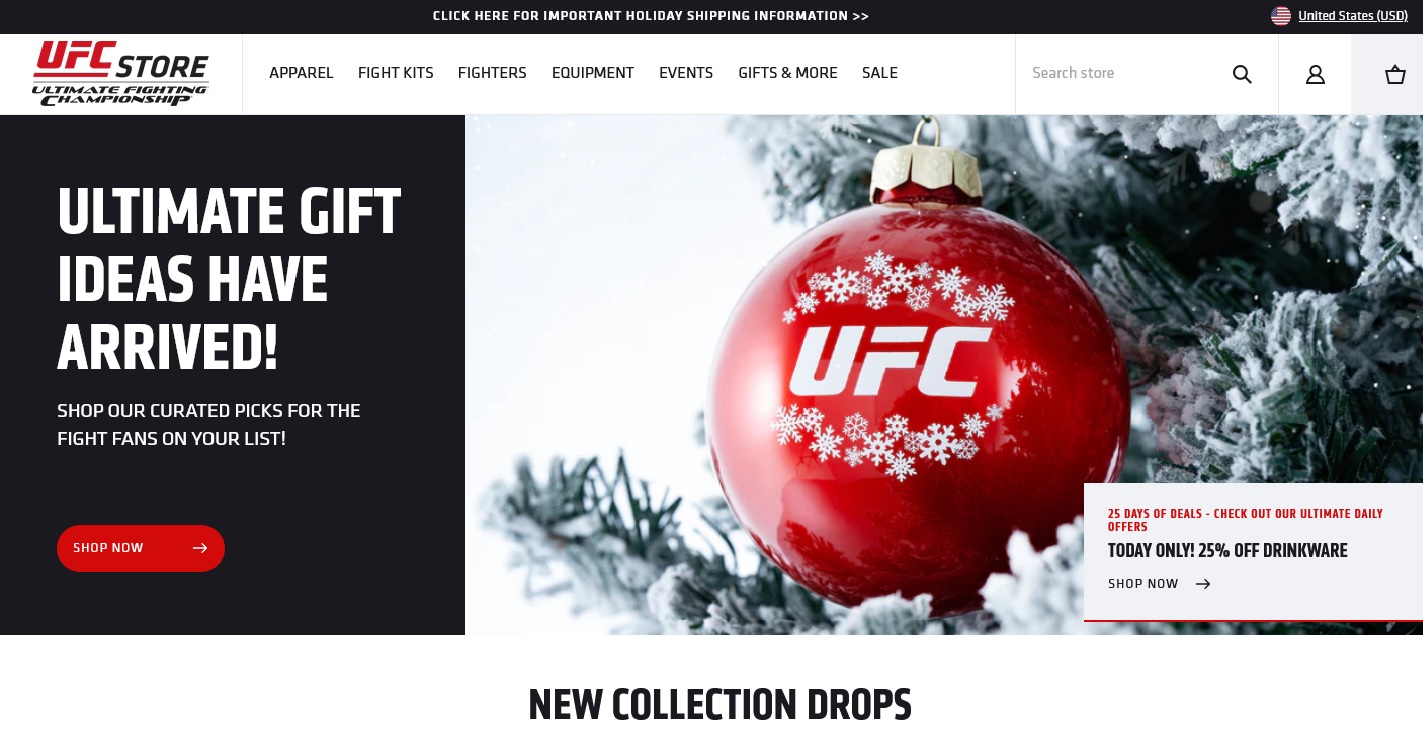 CLICK HERE FOR IMPORTANT HOLIDAY SHIPPING INFORMATION >>
United States (USD)
UFC STORE
ULTIMATE FIGHTING
CHAMPIONSHIP
APPAREL FIGHT KITS FIGHTERS EQUIPMENT EVENTS GIFTS & MORE SALE
Search store
ULTIMATE GIFT
IDEAS HAVE
ARRIVED!
SHOP OUR CURATED PICKS FOR THE
FIGHT FANS ON YOUR LIST!
SHOP NOW
UFC
25 DAYS OF DEALS - CHECK OUT OUR ULTIMATE DAILY
OFFERS
TODAY ONLY! 25% OFF DRINKWARE
SHOP NOW
NEW COLLECTION DROPS